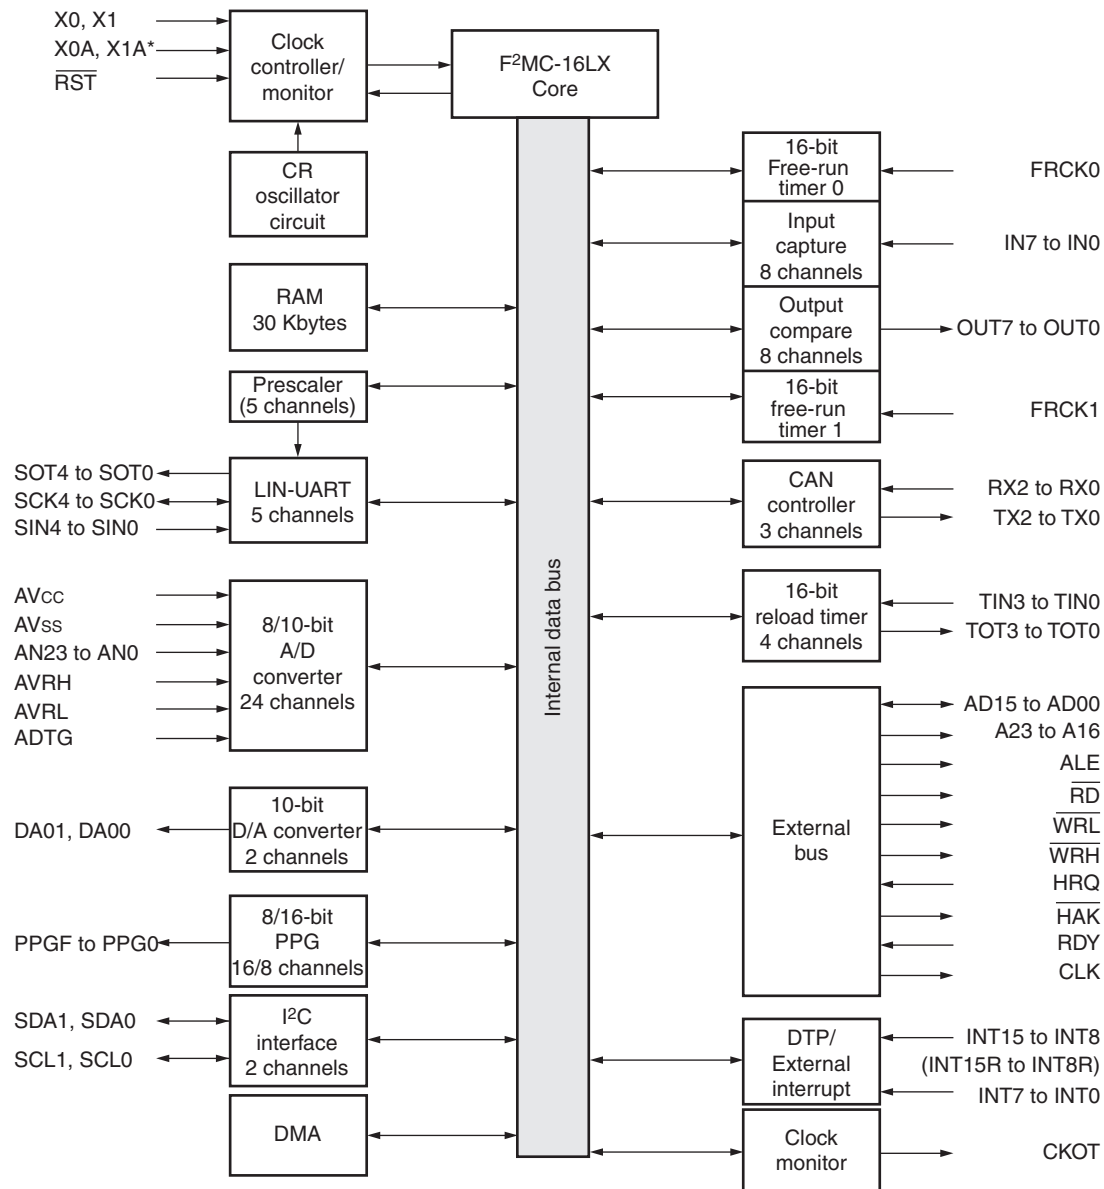 X0, X1
X0A, X1A*
RST
Clock
controller/
monitor
F²MC-16LX
Core
CR
oscillator
circuit
RAM
30 Kbytes
Prescaler
(5 channels)
SOT4 to SOT0
SCK4 to SCK0
SIN4 to SIN0
LIN-UART
5 channels
AVCC
AVSS
AN23 to AN0
AVRH
AVRL
ADTG
8/10-bit
A/D
converter
24 channels
DA01, DA00
10-bit
D/A converter
2 channels
PPGF to PPG0
8/16-bit
PPG
16/8 channels
SDA1, SDA0
SCL1, SCL0
I²C
interface
2 channels
DMA
Internal data bus
16-bit
Free-run
timer 0
FRCK0
Input
capture
8 channels
IN7 to IN0
Output
compare
8 channels
OUT7 to OUT0
16-bit
free-run
timer 1
FRCK1
CAN
controller
3 channels
RX2 to RX0
TX2 to TX0
16-bit
reload timer
4 channels
TIN3 to TIN0
TOT3 to TOT0
External
bus
AD15 to AD00
A23 to A16
ALE
RD
WRL
WRH
HRQ
HAK
RDY
CLK
DTP/
External
interrupt
INT15 to INT8
(INT15R to INT8R)
INT7 to INT0
Clock
monitor
CKOT